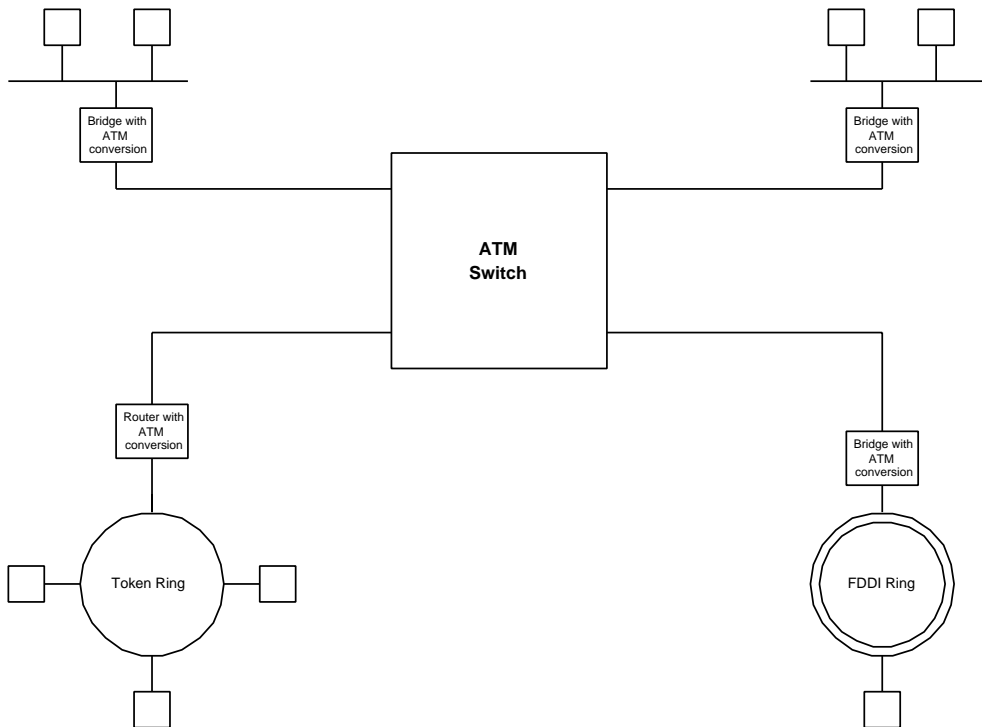 Bridge with
ATM
conversion
Bridge with
ATM
conversion
ATM
Switch
Router with
ATM
conversion
Bridge with
ATM
conversion
Token Ring
FDDI Ring